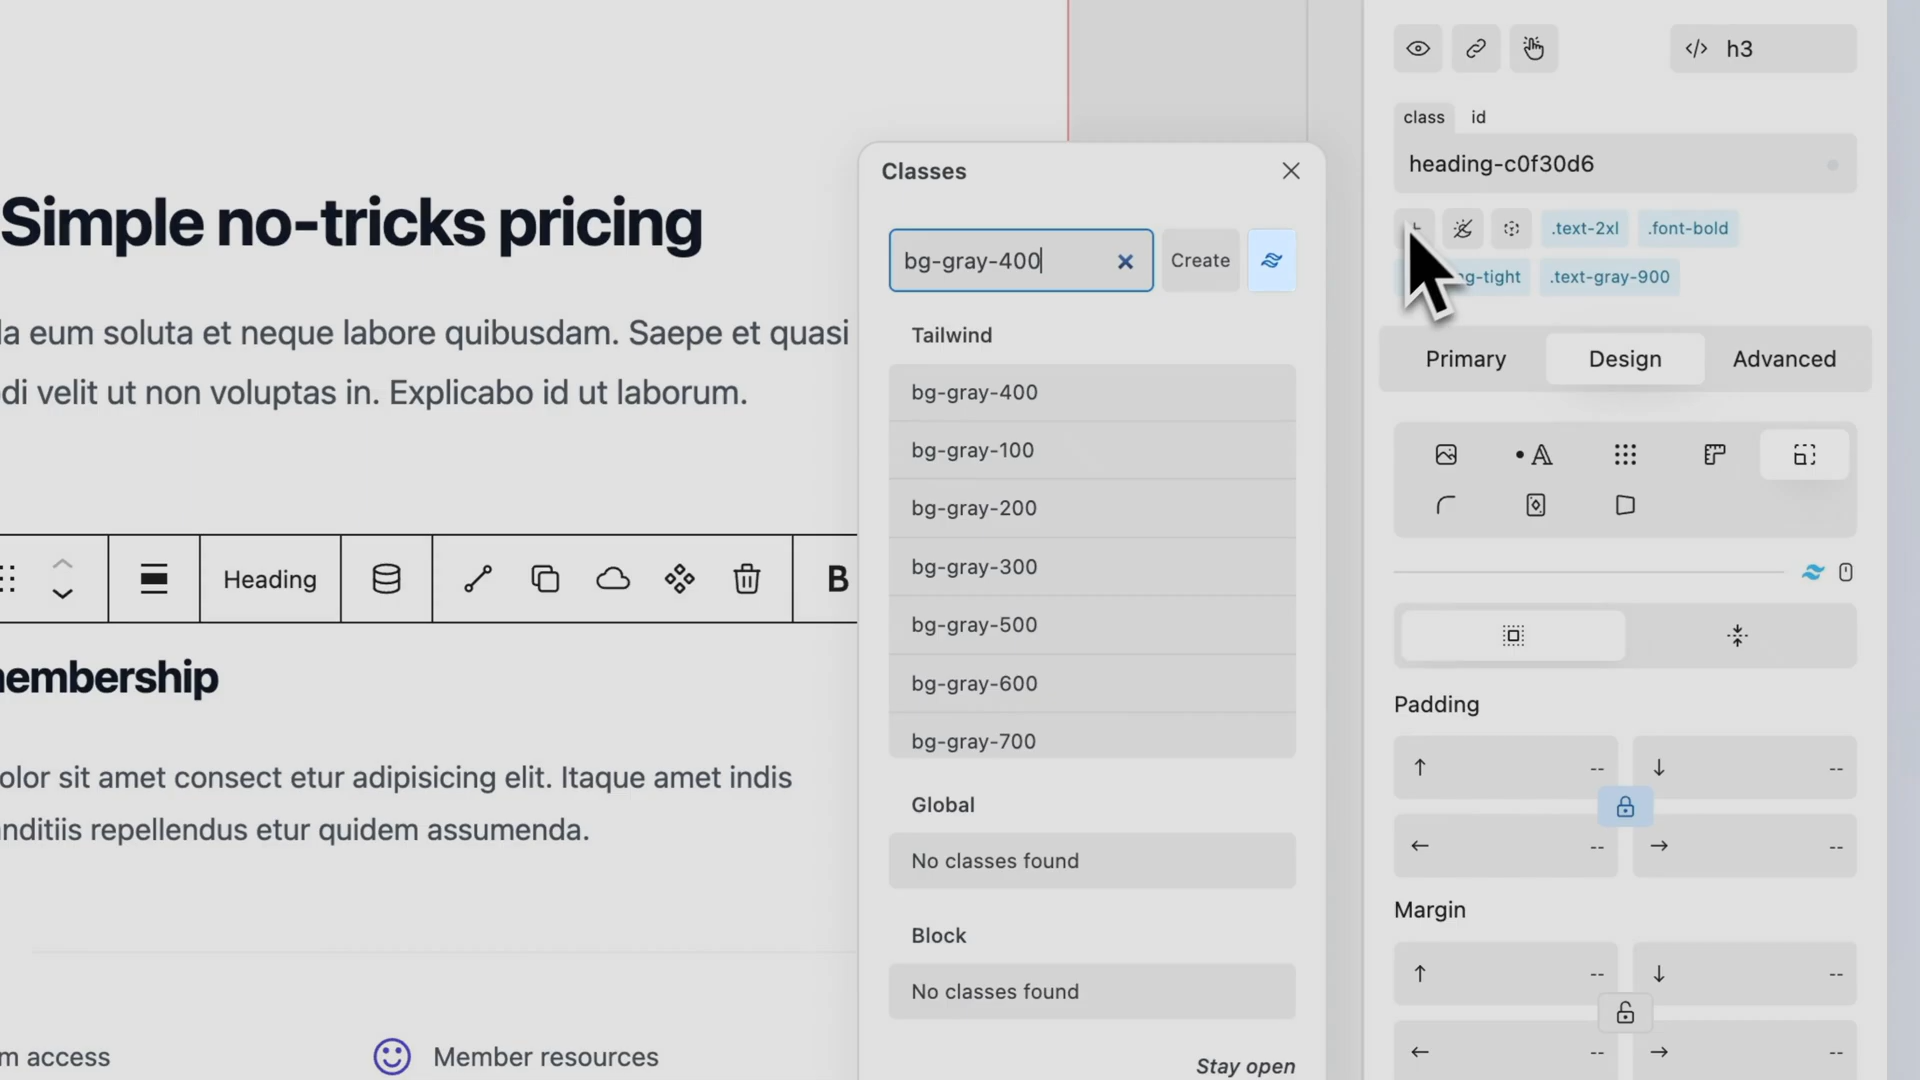 Simple no-tricks pricing
la eum soluta et neque labore quibusdam. Saepe et quasi
di velit ut non voluptas in. Explicabo id ut laborum.
Heading
B
embership
olor sit amet consect etur adipisicing elit. Itaque amet indis
nditiis repellendus etur quidem assumenda.
m access
Member resources
Classes
bg-gray-400
Create
Tailwind
bg-gray-400
bg-gray-100
bg-gray-200
bg-gray-300
bg-gray-500
bg-gray-600
bg-gray-700
Global
No classes found
Block
No classes found
Stay open
</> h3
class id
heading-c0f30d6
.text-2xl .font-bold
g-tight .text-gray-900
Primary Design Advanced
Padding
-- --
-- --
Margin
-- --
-- --